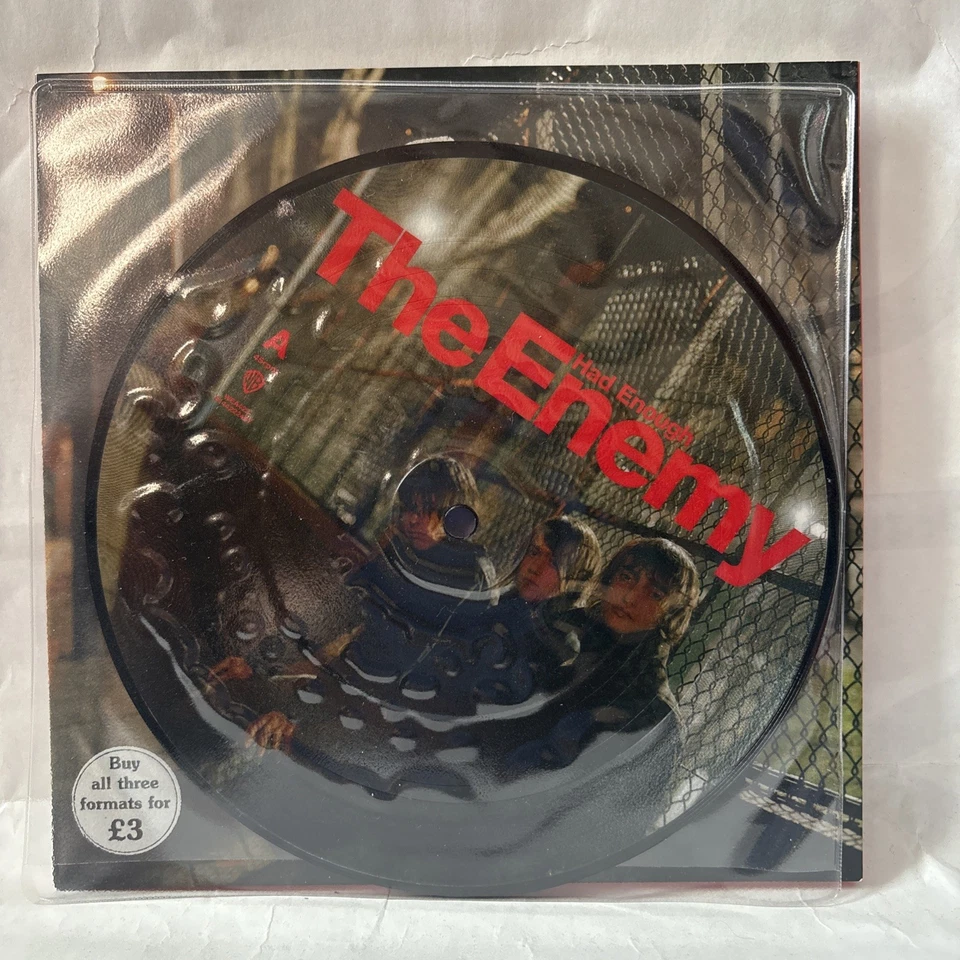 The Enemy
Had Enough
A
Buy
all three
formats for
£3